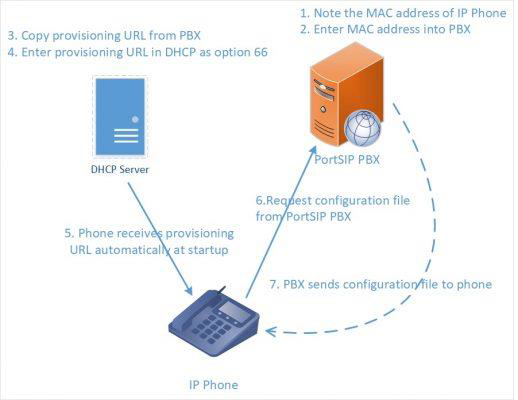 1. Note the MAC address of IP Phone
2. Enter MAC address into PBX
3. Copy provisioning URL from PBX
4. Enter provisioning URL in DHCP as option 66
DHCP Server
PortSIP PBX
5. Phone receives provisioning
URL automatically at startup
6.Request configuration file
from PortSIP PBX
7. PBX sends configuration file to phone
IP Phone